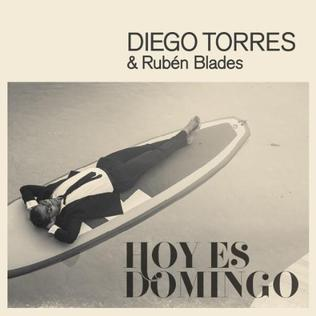 DIEGO TORRES
& Rubén Blades
HOY ES
DOMINGO